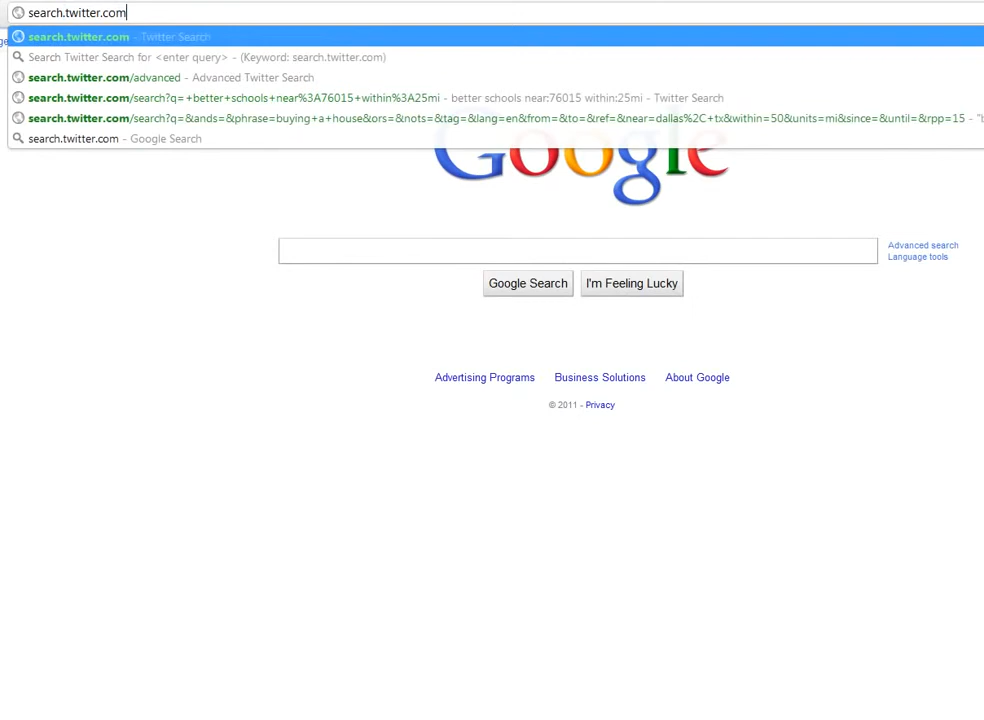 search.twitter.com
search.twitter.com - Twitter Search
Search Twitter Search for <enter query> - (Keyword: search.twitter.com)
search.twitter.com/advanced - Advanced Twitter Search
search.twitter.com/search?q=+better+schools+near%3A76015+within%3A25mi - better schools near:76015 within:25mi - Twitter Search
search.twitter.com/search?q=&ands=&phrase=buying+a+house&ors=&nots=&tag=&lang=en&from=&to=&ref=&near=dallas%2C+tx&within=50&units=mi&since=&until=&rpp=15 - "b
search.twitter.com - Google Search
Google
Advanced search
Language tools
Google Search I'm Feeling Lucky
Advertising Programs Business Solutions About Google
© 2011 - Privacy